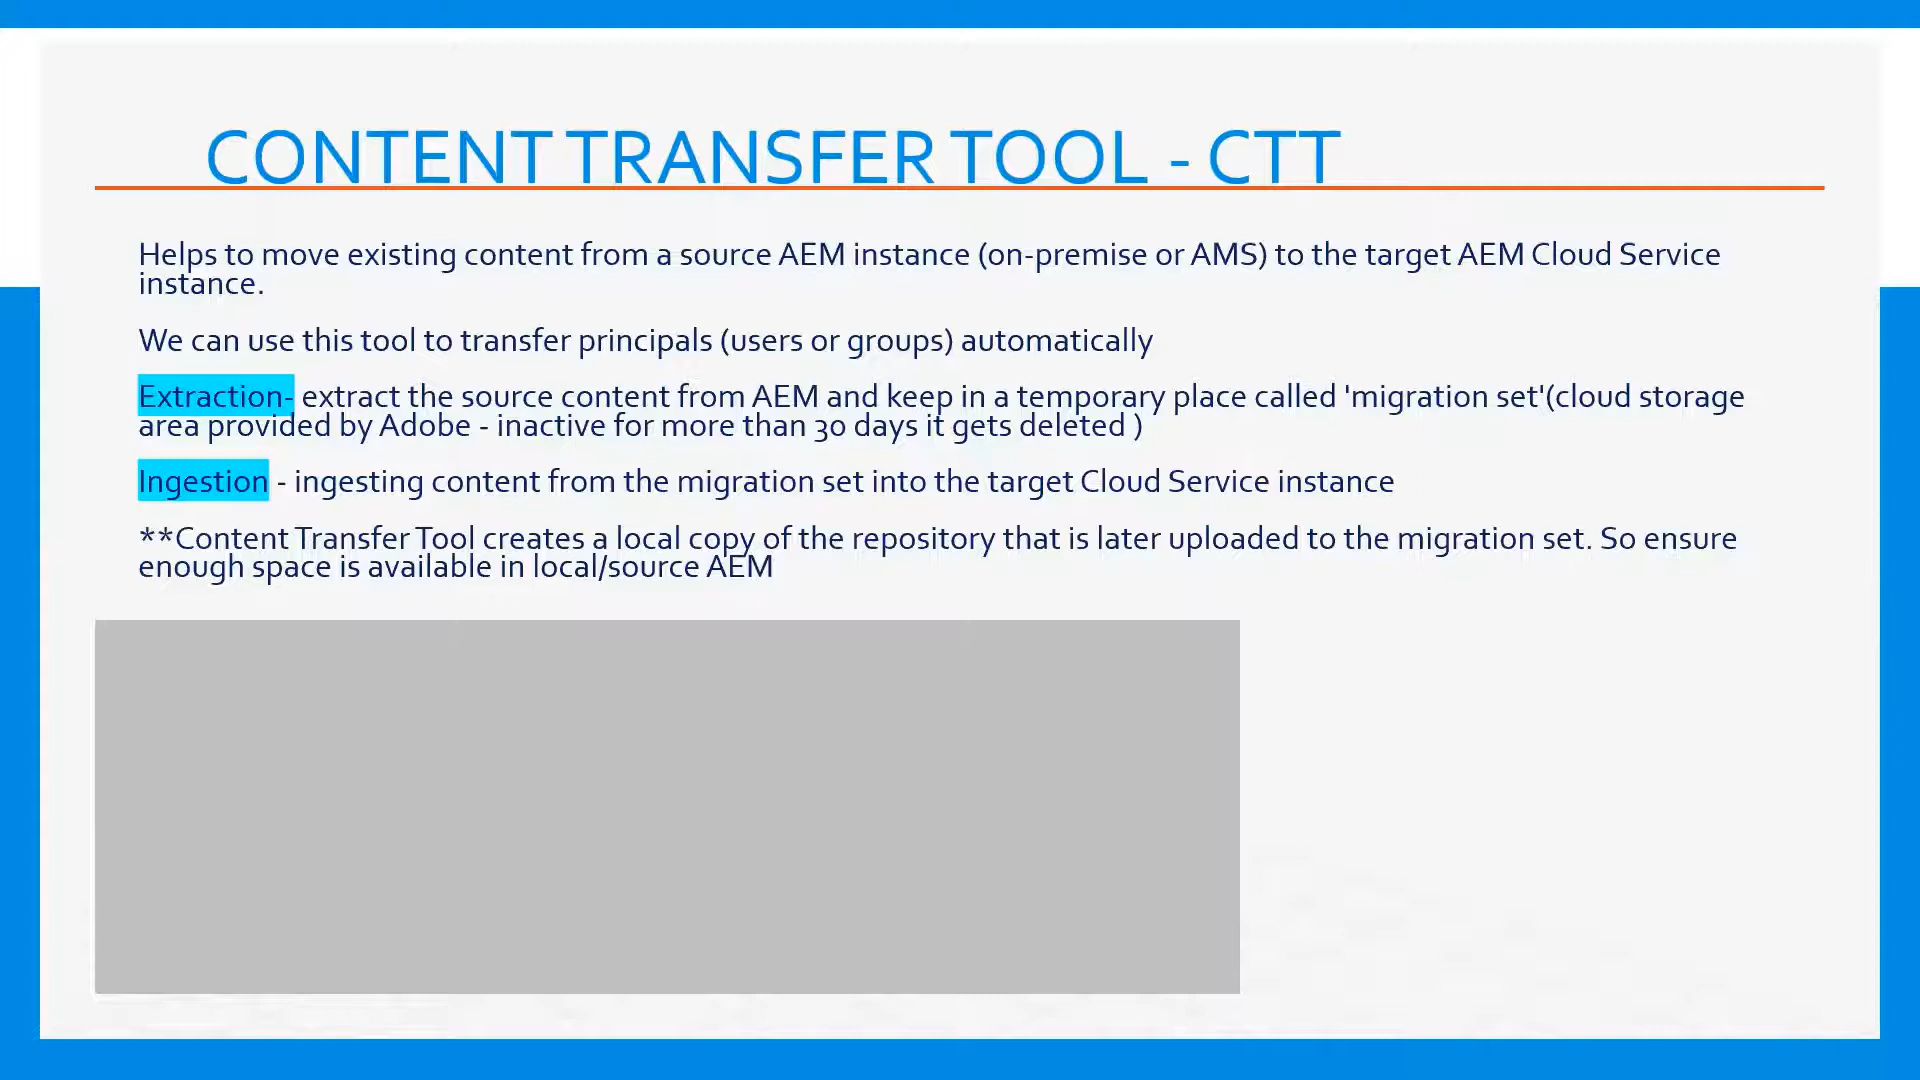 CONTENT TRANSFER TOOL - CTT
Helps to move existing content from a source AEM instance (on-premise or AMS) to the target AEM Cloud Service
instance.
We can use this tool to transfer principals (users or groups) automatically
Extraction- extract the source content from AEM and keep in a temporary place called 'migration set'(cloud storage
area provided by Adobe - inactive for more than 30 days it gets deleted )
Ingestion - ingesting content from the migration set into the target Cloud Service instance
**Content Transfer Tool creates a local copy of the repository that is later uploaded to the migration set. So ensure
enough space is available in local/source AEM